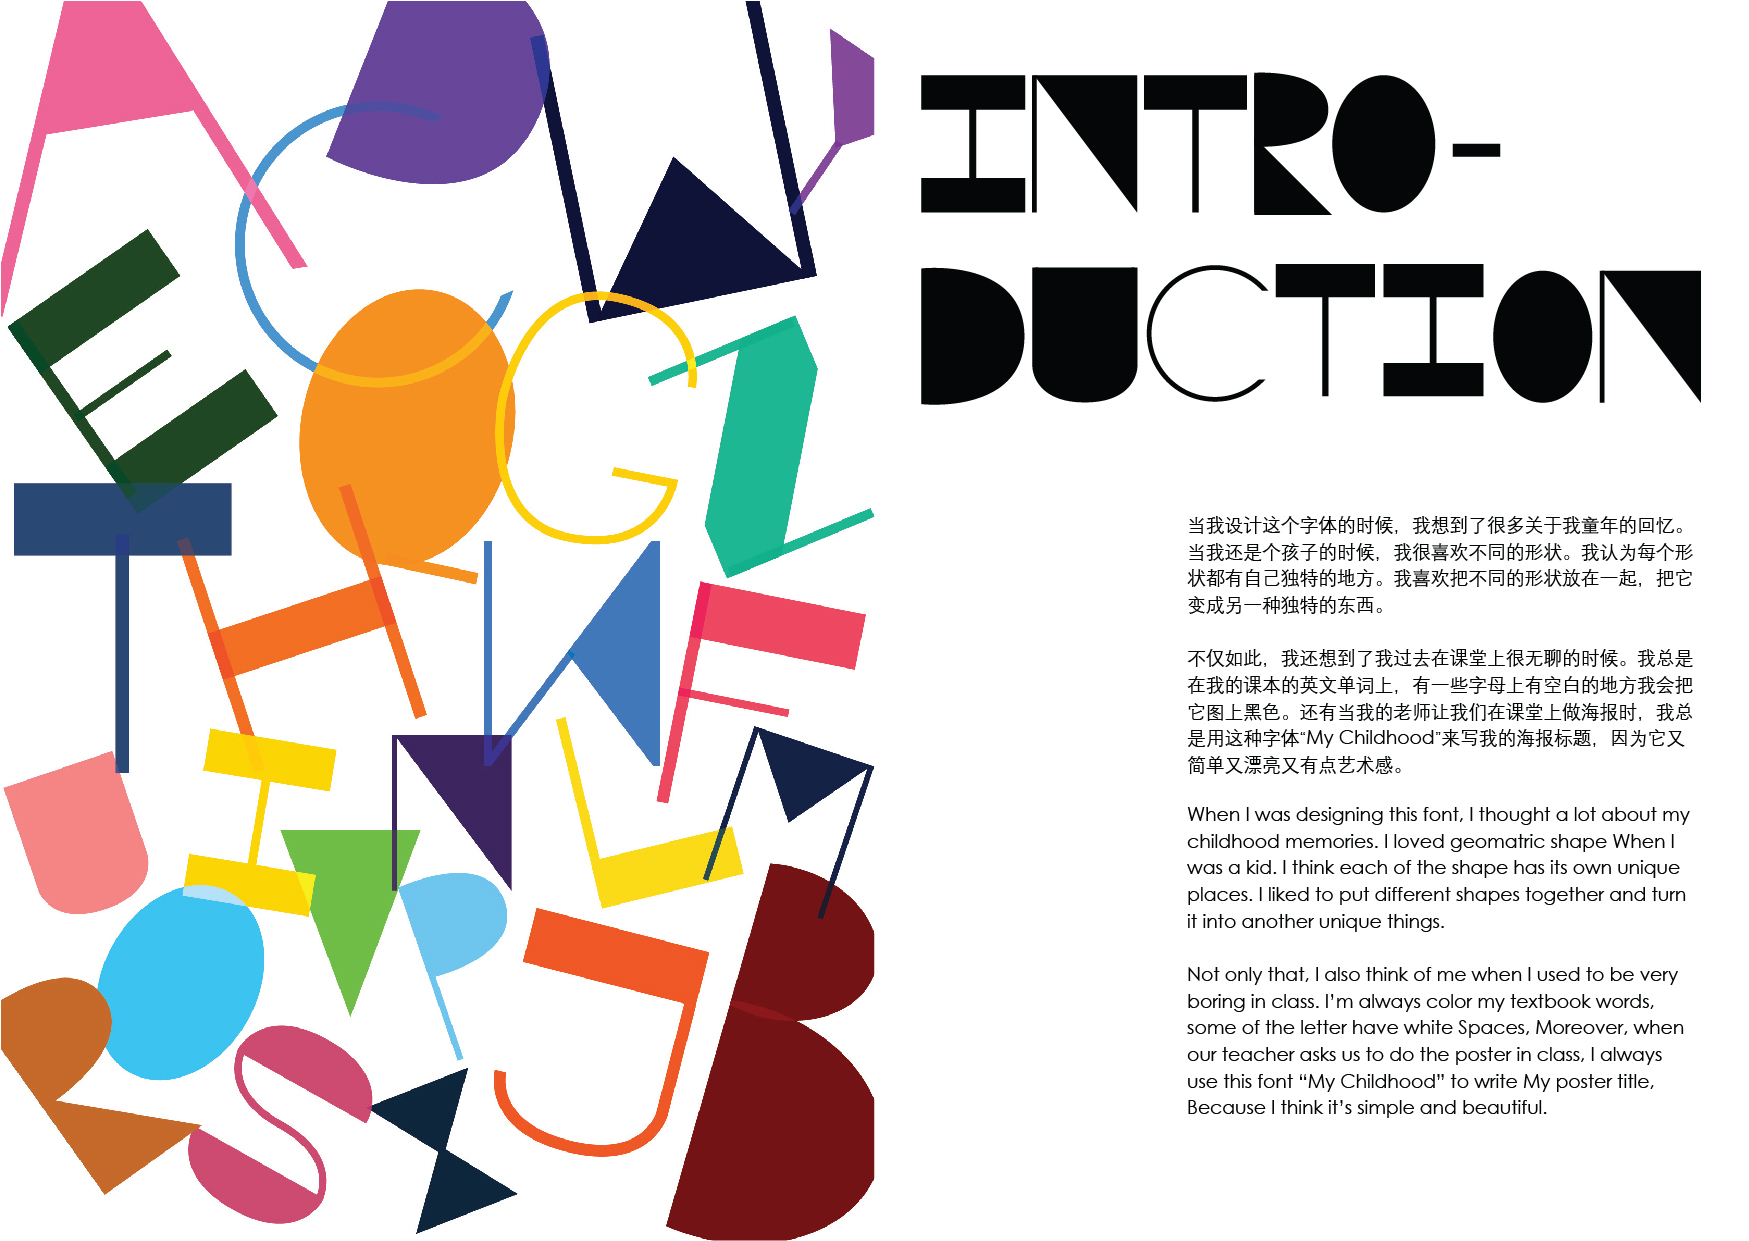 INTRO-
DUCTION
当我设计这个字体的时候，我想到了很多关于我童年的回忆。
当我还是个孩子的时候，我很喜欢不同的形状。我认为每个形
状都有自己独特的地方。我喜欢把不同的形状放在一起，把它
变成另一种独特的东西。
不仅如此，我还想到了我过去在课堂上很无聊的时候。我总是
在我的课本的英文单词上，有一些字母上有空白的地方我会把
它图上黑色。还有当我的老师让我们在课堂上做海报时，我总
是用这种字体“My Childhood”来写我的海报标题，因为它又
简单又漂亮又有点艺术感。
When I was designing this font, I thought a lot about my
childhood memories. I loved geomatric shape When I
was a kid. I think each of the shape has its own unique
places. I liked to put different shapes together and turn
it into another unique things.
Not only that, I also think of me when I used to be very
boring in class. I’m always color my textbook words,
some of the letter have white Spaces, Moreover, when
our teacher asks us to do the poster in class, I always
use this font “My Childhood” to write My poster title,
Because I think it’s simple and beautiful.